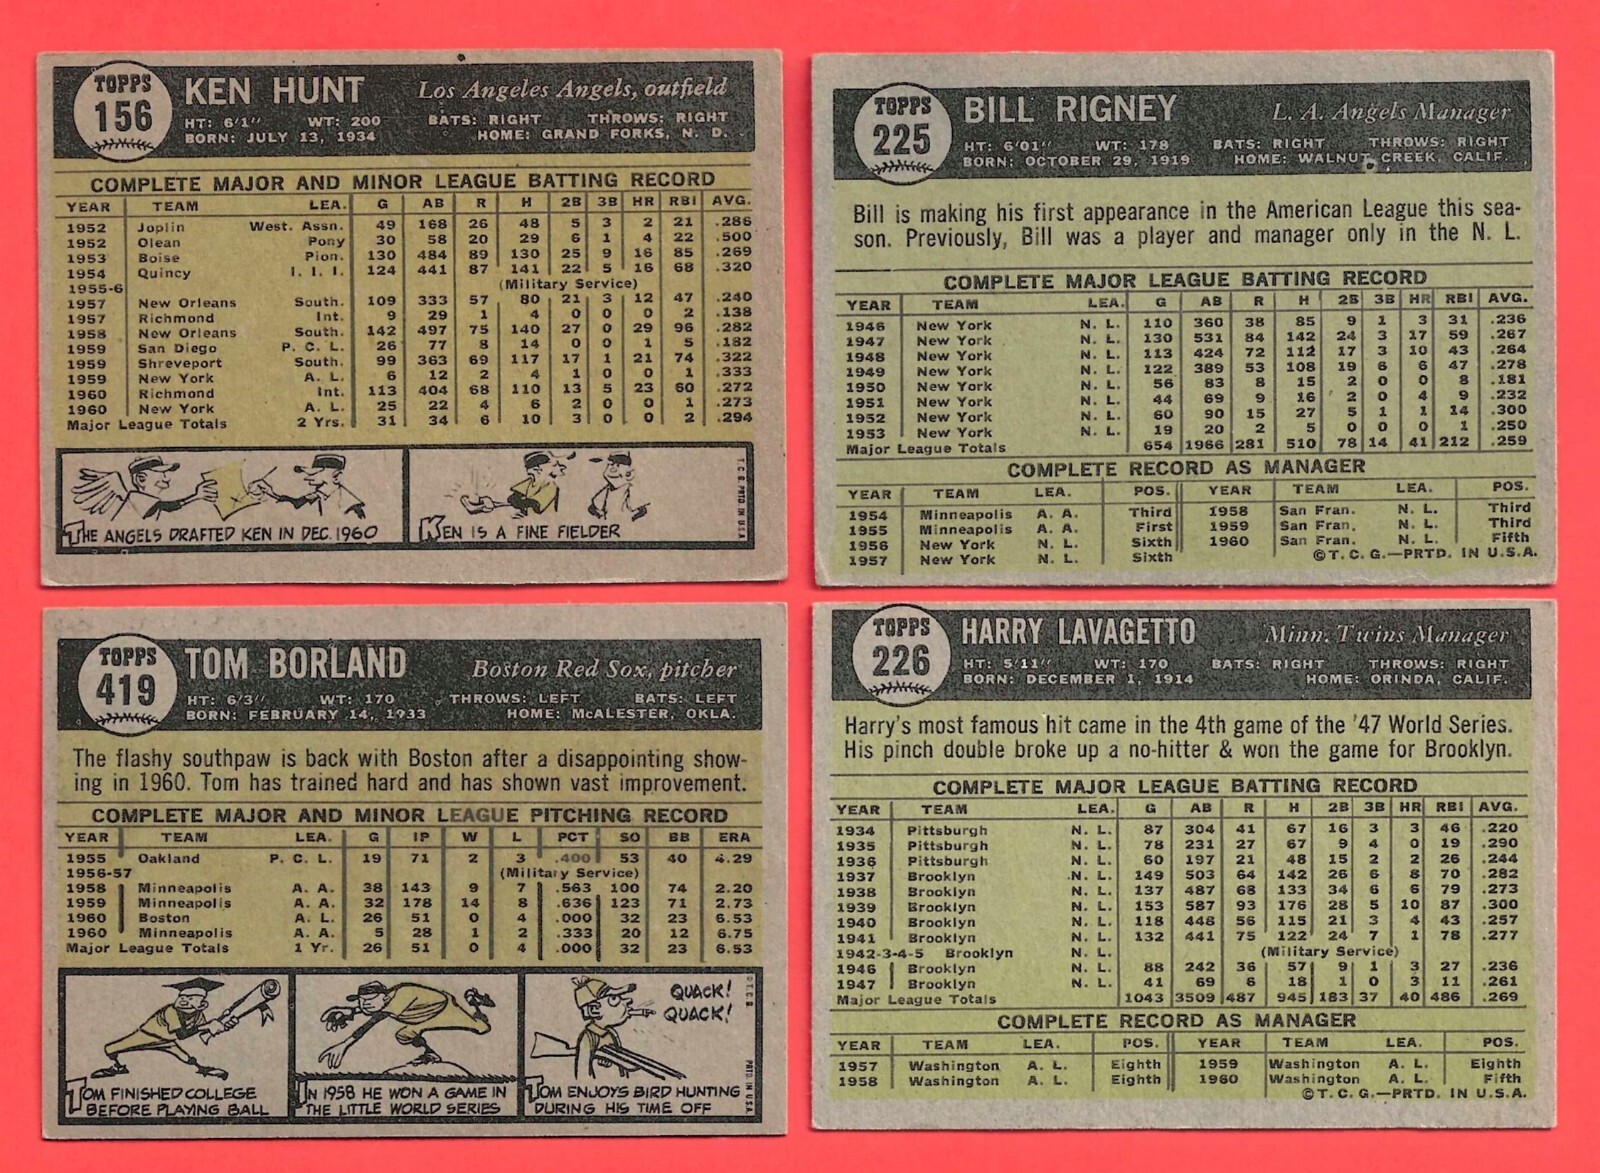 TOPPS
156
KEN HUNT
Los Angeles Angels, outfield
HT: 6'1" WT: 200 BATS: RIGHT THROWS: RIGHT
BORN: JULY 13, 1934 HOME: GRAND FORKS, N. D.
COMPLETE MAJOR AND MINOR LEAGUE BATTING RECORD
YEAR TEAM LEA. G AB R H 2B 3B HR RBI AVG.
1952 Joplin West. Assn. 49 168 26 48 5 3 2 21 .286
1952 Olean Pony 30 58 20 29 6 1 4 22 .500
1953 Boise Pion. 130 484 89 130 25 9 16 85 .269
1954 Quincy I. I. I. 124 441 87 141 22 5 16 68 .320
1955-6 (Military Service)
1957 New Orleans South. 109 333 57 80 21 3 12 47 .240
1957 Richmond Int. 9 29 1 4 0 0 0 2 .138
1958 New Orleans South. 142 497 75 140 27 0 29 96 .282
1959 San Diego P. C. L. 26 77 8 14 0 0 1 5 .182
1959 Shreveport South. 99 363 69 117 17 1 21 74 .322
1959 New York A. L. 6 12 2 4 1 0 0 1 .333
1960 Richmond Int. 113 404 68 110 13 5 23 60 .272
1960 New York A. L. 25 22 4 6 2 0 0 1 .273
Major League Totals 2 Yrs. 31 34 6 10 3 0 0 2 .294
THE ANGELS DRAFTED KEN IN DEC. 1960
KEN IS A FINE FIELDER
T.C.G. PRTD. IN U.S.A.
TOPPS
225
BILL RIGNEY
L. A. Angels Manager
HT: 6'01" WT: 178 BATS: RIGHT THROWS: RIGHT
BORN: OCTOBER 29, 1919 HOME: WALNUT CREEK, CALIF.
Bill is making his first appearance in the American League this sea-
son. Previously, Bill was a player and manager only in the N. L.
COMPLETE MAJOR LEAGUE BATTING RECORD
YEAR TEAM LEA. G AB R H 2B 3B HR RBI AVG.
1946 New York N. L. 110 360 38 85 9 1 3 31 .236
1947 New York N. L. 130 531 84 142 24 3 17 59 .267
1948 New York N. L. 113 424 72 112 17 3 10 43 .264
1949 New York N. L. 122 389 53 108 19 6 6 47 .278
1950 New York N. L. 56 83 8 15 2 0 0 8 .181
1951 New York N. L. 44 69 9 16 2 0 4 9 .232
1952 New York N. L. 60 90 15 27 5 1 1 14 .300
1953 New York N. L. 19 20 2 5 0 0 0 1 .250
Major League Totals 654 1966 281 510 78 14 41 212 .259
COMPLETE RECORD AS MANAGER
YEAR TEAM LEA. POS. YEAR TEAM LEA. POS.
1954 Minneapolis A. A. Third 1958 San Fran. N. L. Third
1955 Minneapolis A. A. First 1959 San Fran. N. L. Third
1956 New York N. L. Sixth 1960 San Fran. N. L. Fifth
1957 New York N. L. Sixth
©T. C. G.—PRTD. IN U.S.A.
TOPPS
419
TOM BORLAND
Boston Red Sox, pitcher
HT: 6'3" WT: 170 THROWS: LEFT BATS: LEFT
BORN: FEBRUARY 14, 1933 HOME: McALESTER, OKLA.
The flashy southpaw is back with Boston after a disappointing show-
ing in 1960. Tom has trained hard and has shown vast improvement.
COMPLETE MAJOR AND MINOR LEAGUE PITCHING RECORD
YEAR TEAM LEA. G IP W L PCT SO BB ERA
1955 Oakland P. C. L. 19 71 2 3 .400 53 40 4.29
1956-57 (Military Service)
1958 Minneapolis A. A. 38 143 9 7 .563 100 74 2.20
1959 Minneapolis A. A. 32 178 14 8 .636 123 71 2.73
1960 Boston A. L. 26 51 0 4 .000 32 23 6.53
1960 Minneapolis A. A. 5 28 1 2 .333 20 12 6.75
Major League Totals 1 Yr. 26 51 0 4 .000 32 23 6.53
TOM FINISHED COLLEGE
BEFORE PLAYING BALL
IN 1958 HE WON A GAME IN
THE LITTLE WORLD SERIES
QUACK!
QUACK!
TOM ENJOYS BIRD HUNTING
DURING HIS TIME OFF
©T.C.G. PRTD. IN U.S.A.
TOPPS
226
HARRY LAVAGETTO
Minn. Twins Manager
HT: 5'11" WT: 170 BATS: RIGHT THROWS: RIGHT
BORN: DECEMBER 1, 1914 HOME: ORINDA, CALIF.
Harry's most famous hit came in the 4th game of the '47 World Series.
His pinch double broke up a no-hitter & won the game for Brooklyn.
COMPLETE MAJOR LEAGUE BATTING RECORD
YEAR TEAM LEA. G AB R H 2B 3B HR RBI AVG.
1934 Pittsburgh N. L. 87 304 41 67 16 3 3 46 .220
1935 Pittsburgh N. L. 78 231 27 67 9 4 0 19 .290
1936 Pittsburgh N. L. 60 197 21 48 15 2 2 26 .244
1937 Brooklyn N. L. 149 503 64 142 26 6 8 70 .282
1938 Brooklyn N. L. 137 487 68 133 34 6 6 79 .273
1939 Brooklyn N. L. 153 587 93 176 28 5 10 87 .300
1940 Brooklyn N. L. 118 448 56 115 21 3 4 43 .257
1941 Brooklyn N. L. 132 441 75 122 24 7 1 78 .277
1942-3-4-5 Brooklyn N. L. (Military Service)
1946 Brooklyn N. L. 88 242 36 57 9 1 3 27 .236
1947 Brooklyn N. L. 41 69 6 18 1 0 3 11 .261
Major League Totals 1043 3509 487 945 183 37 40 486 .269
COMPLETE RECORD AS MANAGER
YEAR TEAM LEA. POS. YEAR TEAM LEA. POS.
1957 Washington A. L. Eighth 1959 Washington A. L. Eighth
1958 Washington A. L. Eighth 1960 Washington A. L. Fifth
©T. C. G.—PRTD. IN U.S.A.